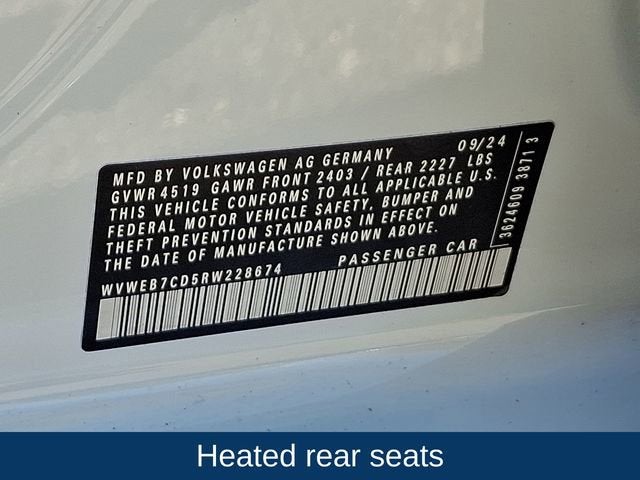 09/24
MFD BY VOLKSWAGEN AG GERMANY
GVWR 4519 GAWR FRONT 2403 / REAR 2227 LBS
THIS VEHICLE CONFORMS TO ALL APPLICABLE U.S.
FEDERAL MOTOR VEHICLE SAFETY, BUMPER AND
THEFT PREVENTION STANDARDS IN EFFECT ON
THE DATE OF MANUFACTURE SHOWN ABOVE.
WVWEB7CD5RW228674 PASSENGER CAR
3624609 3871 3
Heated rear seats